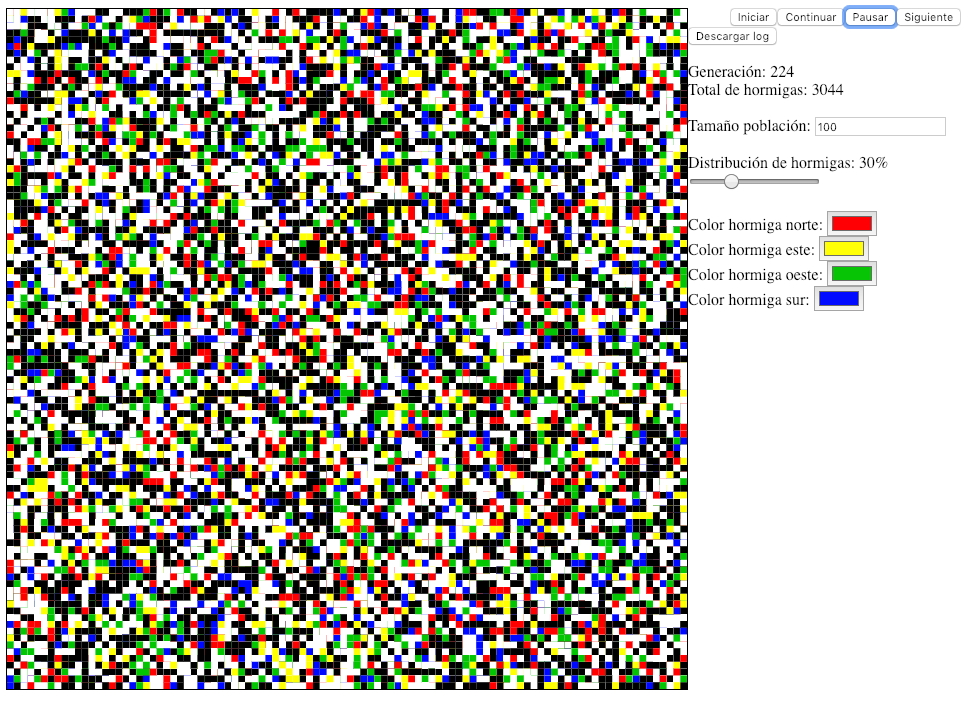 Iniciar Continuar Pausar Siguiente
Descargar log
Generación: 224
Total de hormigas: 3044
Tamaño población: 100
Distribución de hormigas: 30%
Color hormiga norte:
Color hormiga este:
Color hormiga oeste:
Color hormiga sur: